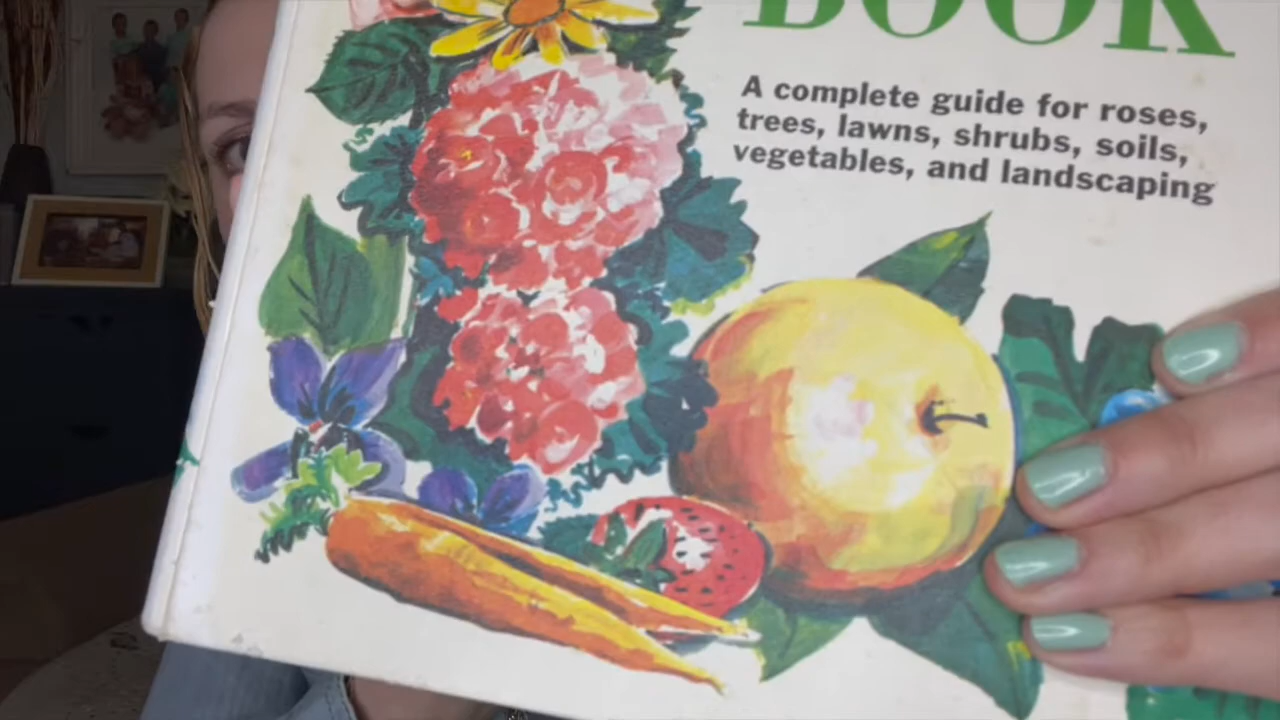 BOOK
A complete guide for roses,
trees, lawns, shrubs, soils,
vegetables, and landscaping